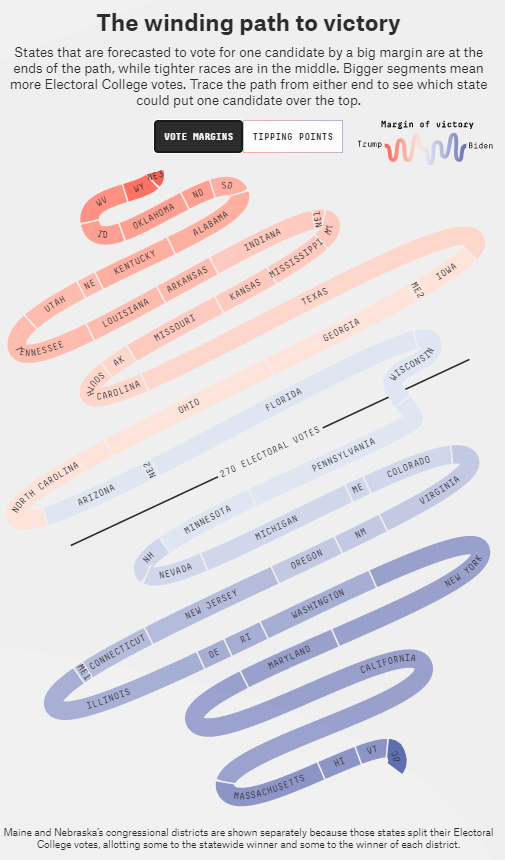 The winding path to victory
States that are forecasted to vote for one candidate by a big margin are at the
ends of the path, while tighter races are in the middle. Bigger segments mean
more Electoral College votes. Trace the path from either end to see which state
could put one candidate over the top.
VOTE MARGINS
TIPPING POINTS
Margin of victory
Trump
Biden
NE3
WY
WV
ID
OKLAHOMA
ND
SD
ALABAMA
KENTUCKY
NE
UTAH
TENNESSEE
LOUISIANA
ARKANSAS
INDIANA
NE1
MT
MISSISSIPPI
KANSAS
MISSOURI
AK
SOUTH
CAROLINA
TEXAS
IOWA
ME2
GEORGIA
OHIO
NORTH CAROLINA
ARIZONA
NE2
FLORIDA
WISCONSIN
270 ELECTORAL VOTES
PENNSYLVANIA
MINNESOTA
NH
NEVADA
MICHIGAN
ME
COLORADO
VIRGINIA
NM
OREGON
NEW JERSEY
CONNECTICUT
ME1
ILLINOIS
DE
RI
WASHINGTON
NEW YORK
MARYLAND
CALIFORNIA
MASSACHUSETTS
HI
VT
DC
Maine and Nebraska's congressional districts are shown separately because those states split their Electoral
College votes, allotting some to the statewide winner and some to the winner of each district.